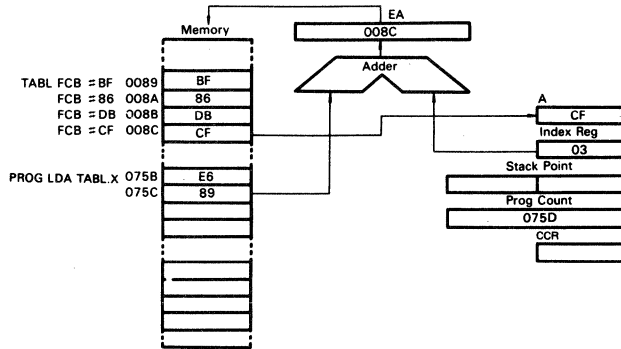 EA
Memory
008C
Adder
TABL FCB = BF 0089 BF
FCB = 86 008A 86
FCB = DB 008B DB
FCB = CF 008C CF
A
CF
Index Reg
03
PROG LDA TABL.X 075B E6
075C 89
Stack Point
Prog Count
075D
CCR